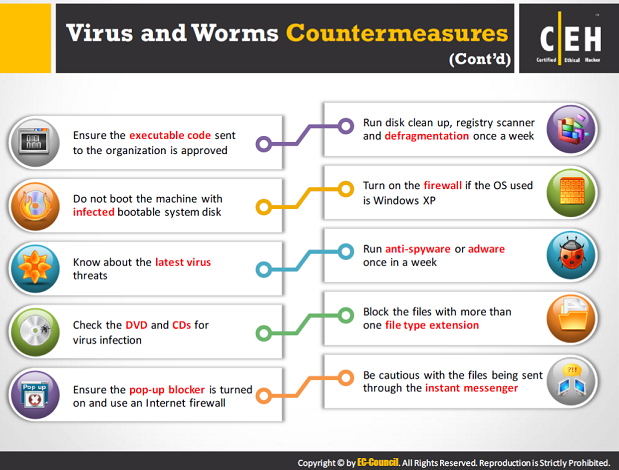 Virus and Worms Countermeasures
(Cont'd)
CEH
Certified Ethical Hacker
Ensure the executable code sent
to the organization is approved
Run disk clean up, registry scanner
and defragmentation once a week
Do not boot the machine with
infected bootable system disk
Turn on the firewall if the OS used
is Windows XP
Know about the latest virus
threats
Run anti-spyware or adware
once in a week
Check the DVD and CDs for
virus infection
Block the files with more than
one file type extension
Pop up
Ensure the pop-up blocker is turned
on and use an Internet firewall
Be cautious with the files being sent
through the instant messenger
Copyright © by EC-Council. All Rights Reserved. Reproduction is Strictly Prohibited.